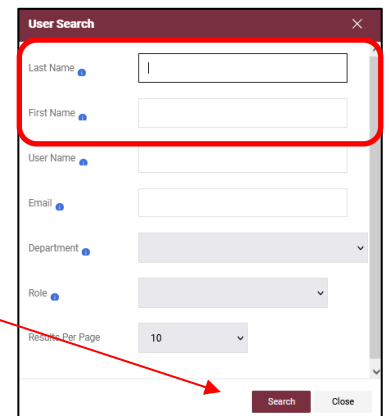 User Search
Last Name
First Name
User Name
Email
Department
Role
Results Per Page 10
Search Close